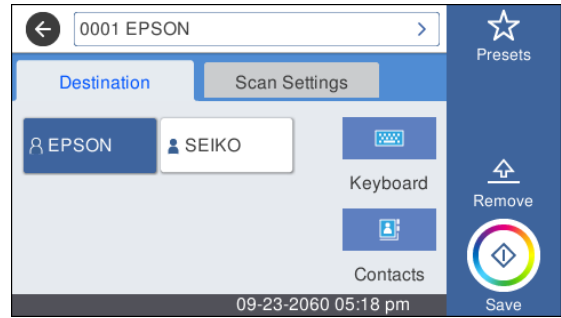 0001 EPSON
Presets
Destination
Scan Settings
EPSON
SEIKO
Keyboard
Remove
Contacts
09-23-2060 05:18 pm
Save